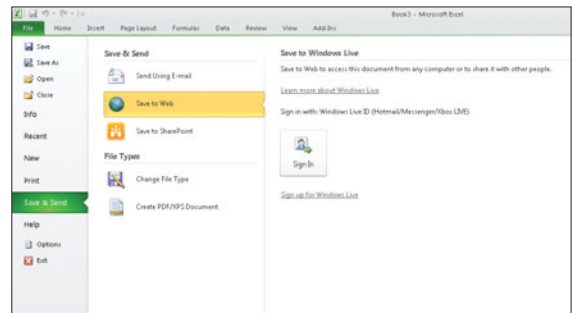 Book3 - Microsoft Excel
File Home Insert Page Layout Formulas Data Review View Add-Ins
Save
Save As
Open
Close
Info
Recent
New
Print
Save & Send
Help
Options
Exit
Save & Send
Send Using E-mail
Save to Web
Save to SharePoint
File Types
Change File Type
Create PDF/XPS Document
Save to Windows Live
Save to Web to access this document from any computer or to share it with other people.
Learn more about Windows Live
Sign in with: Windows Live ID (Hotmail/Messenger/Xbox LIVE)
Sign In
Sign up for Windows Live